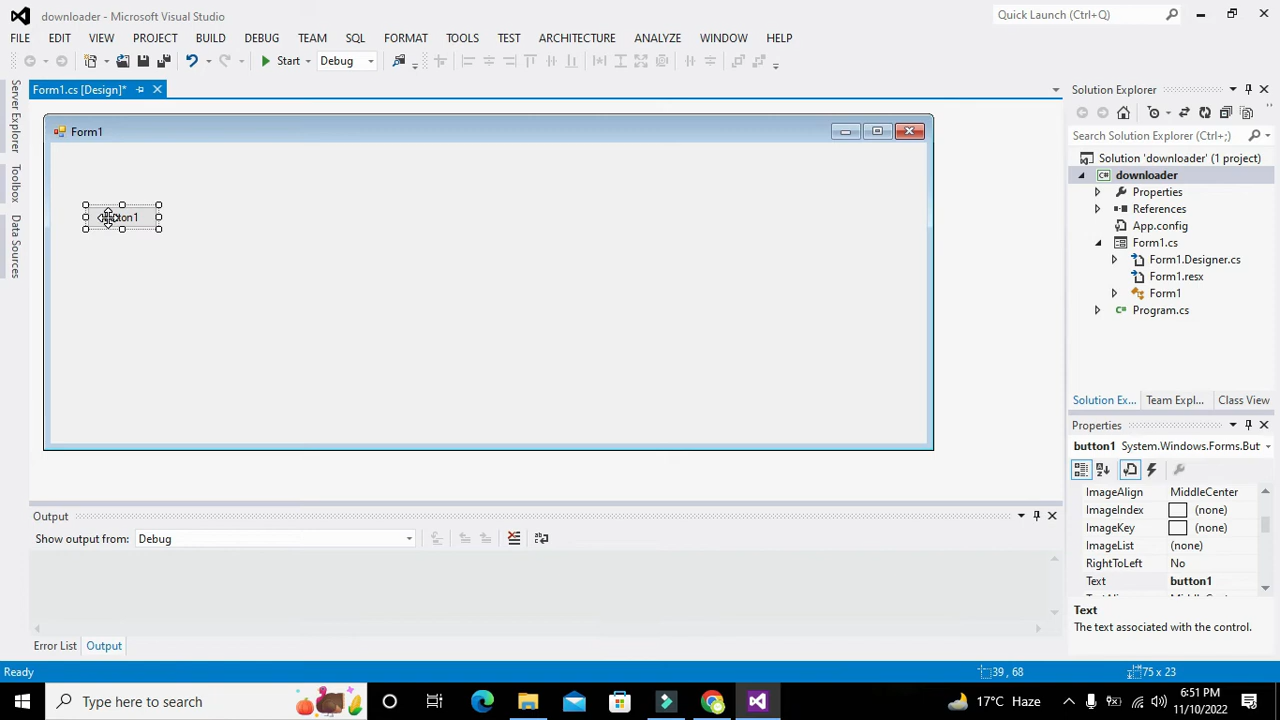 downloader - Microsoft Visual Studio
Quick Launch (Ctrl+Q)
FILE EDIT VIEW PROJECT BUILD DEBUG TEAM SQL FORMAT TOOLS TEST ARCHITECTURE ANALYZE WINDOW HELP
Start Debug
Server Explorer
Toolbox
Data Sources
Form1.cs [Design]*
Form1
Solution Explorer
Search Solution Explorer (Ctrl+;)
Solution 'downloader' (1 project)
downloader
Properties
References
App.config
Form1.cs
Form1.Designer.cs
Form1.resx
Form1
Program.cs
Solution Ex... Team Expl... Class View
Properties
button1 System.Windows.Forms.But
ImageAlign MiddleCenter
ImageIndex (none)
ImageKey (none)
ImageList (none)
RightToLeft No
Text button1
Text
The text associated with the control.
Output
Show output from: Debug
Error List Output
Ready
39 , 68
75 x 23
Type here to search
17°C Haze
6:51 PM
11/10/2022